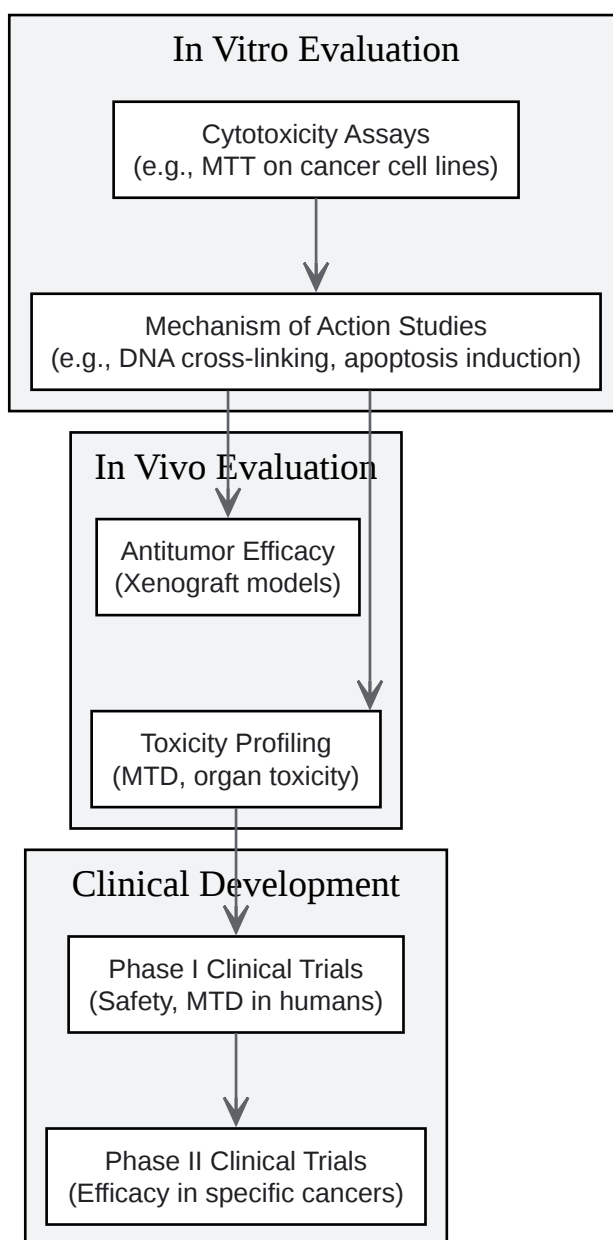 In Vitro Evaluation
Cytotoxicity Assays
(e.g., MTT on cancer cell lines)
Mechanism of Action Studies
(e.g., DNA cross-linking, apoptosis induction)
In Vivo Evaluation
Antitumor Efficacy
(Xenograft models)
Toxicity Profiling
(MTD, organ toxicity)
Clinical Development
Phase I Clinical Trials
(Safety, MTD in humans)
Phase II Clinical Trials
(Efficacy in specific cancers)